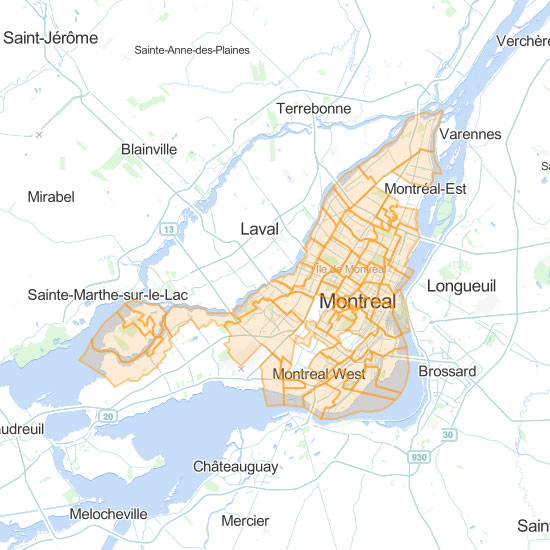 Saint-Jérôme
Sainte-Anne-des-Plaines
Verchère
Terrebonne
Varennes
Blainville
Montréal-Est
Mirabel
13
Laval
Île de Montréal
Longueuil
Sainte-Marthe-sur-le-Lac
Montreal
Montreal West
Brossard
20
audreuil
30
930
Châteauguay
Melocheville
Mercier
Saint